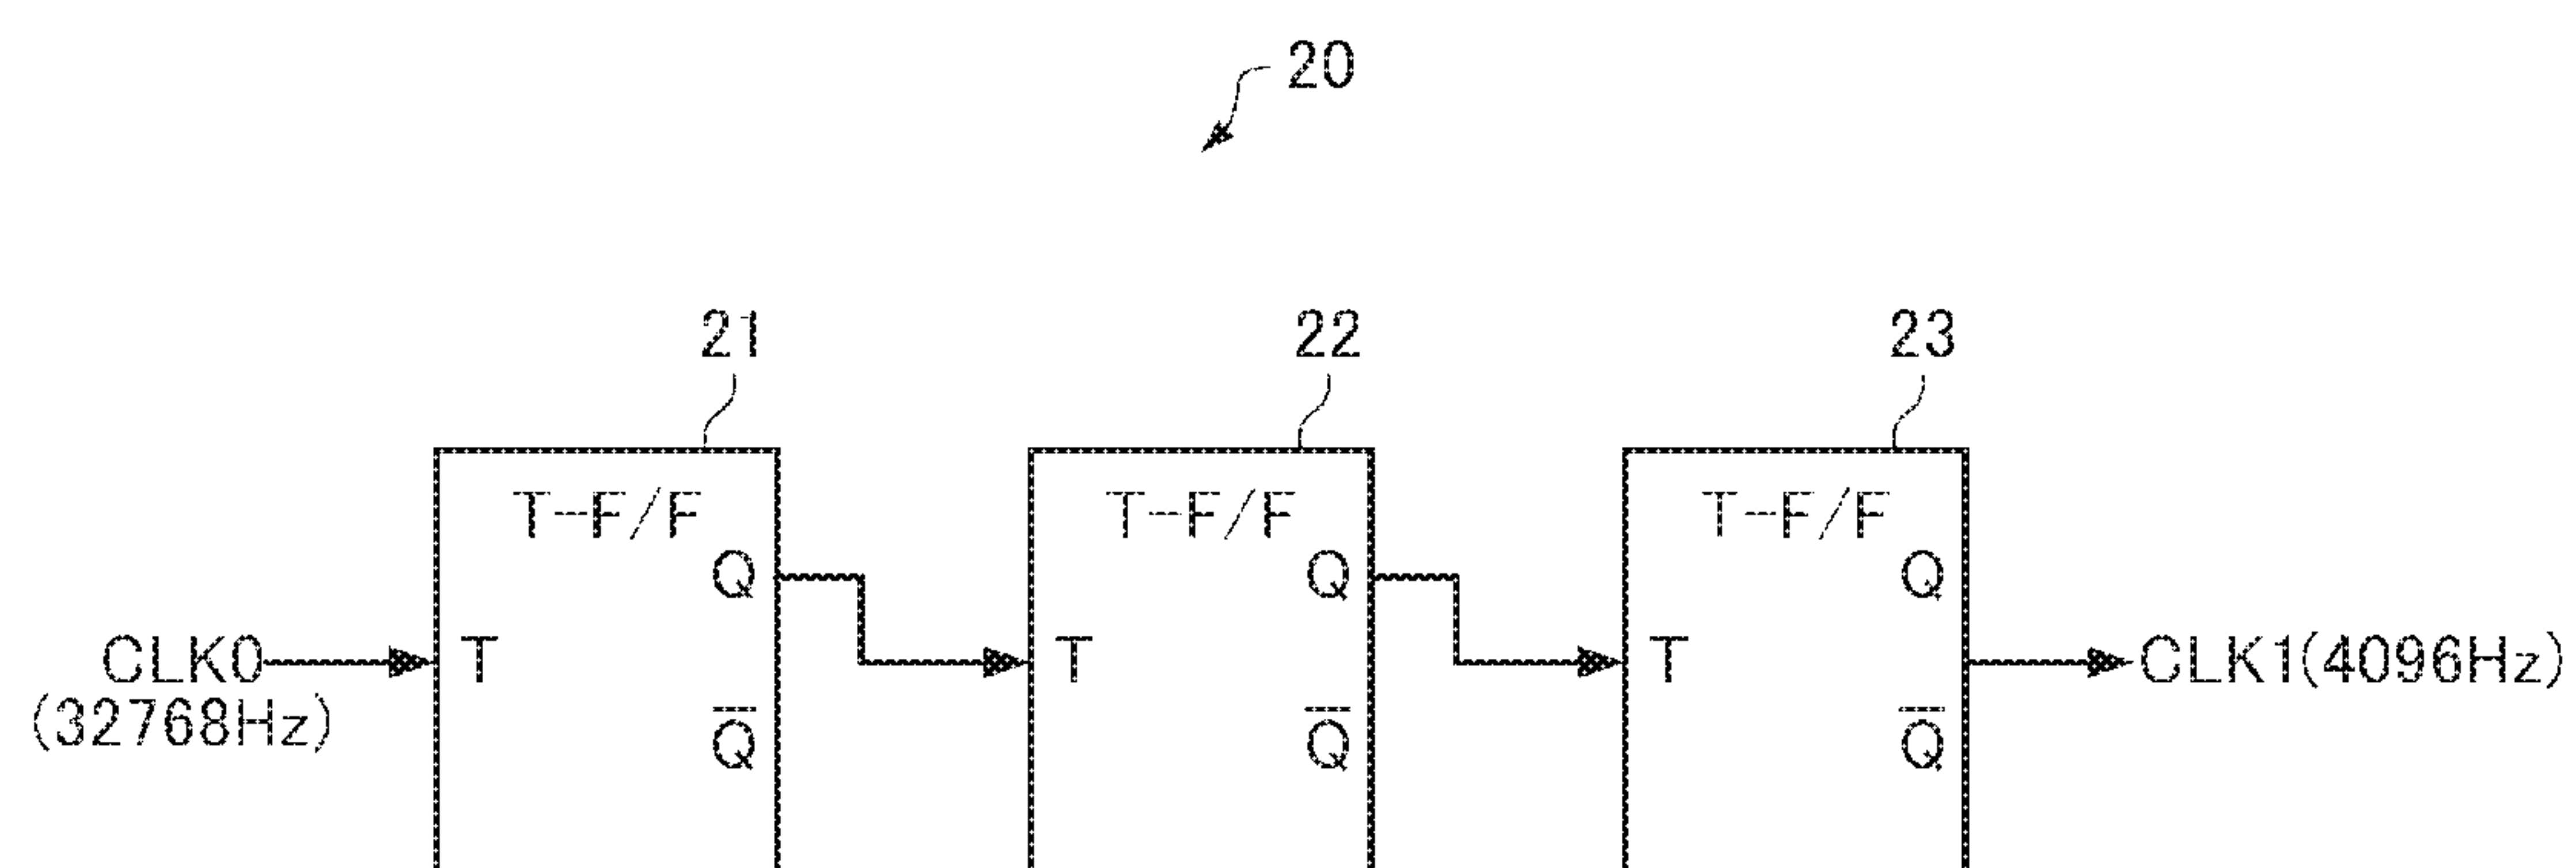 20
21
22
23
T-F/F
T-F/F
T-F/F
Q
Q
Q
CLK0
T
T
T
CLK1(4096Hz)
(32768Hz)
Q̅
Q̅
Q̅